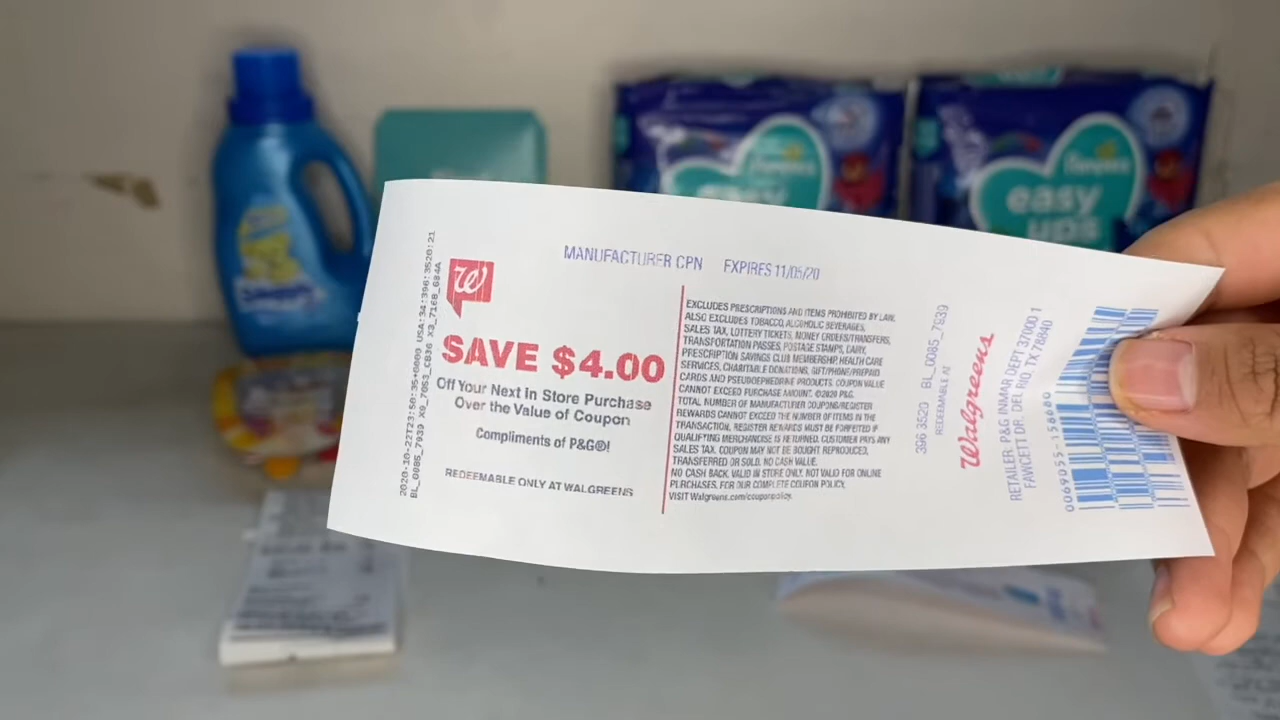 MANUFACTURER CPN EXPIRES 11/05/20
W
SAVE $4.00
Off Your Next In Store Purchase
Over the Value of Coupon
Compliments of P&G®!
REDEEMABLE ONLY AT WALGREENS
EXCLUDES PRESCRIPTIONS AND ITEMS PROHIBITED BY LAW.
ALSO EXCLUDES TOBACCO, ALCOHOLIC BEVERAGES,
SALES TAX, LOTTERY TICKETS, MONEY ORDERS/TRANSFERS,
TRANSPORTATION PASSES, POSTAGE STAMPS, DAIRY,
PRESCRIPTION SAVINGS CLUB MEMBERSHIP, HEALTH CARE
SERVICES, CHARITABLE DONATIONS, GIFT/PHONE/PREPAID
CARDS AND PSEUDOEPHEDRINE PRODUCTS. COUPON VALUE
CANNOT EXCEED PURCHASE AMOUNT. ©2020 P&G.
TOTAL NUMBER OF MANUFACTURER COUPONS/REGISTER
REWARDS CANNOT EXCEED THE NUMBER OF ITEMS IN THE
TRANSACTION, REGISTER REWARDS MUST BE FORFEITED IF
QUALIFYING MERCHANDISE IS RETURNED. CUSTOMER PAYS ANY
SALES TAX. COUPON MAY NOT BE BOUGHT, REPRODUCED,
TRANSFERRED OR SOLD. NO CASH VALUE.
NO CASH BACK. VALID IN STORE ONLY. NOT VALID FOR ONLINE
PURCHASES. FOR OUR COMPLETE COUPON POLICY,
VISIT Walgreens.com/couponpolicy.
396 3520 BL_0085_7939
REDEEMABLE AT
Walgreens
RETAILER P&G INMAR DEPT 37000 1
FAWCETT DR. DEL RIO, TX 78840
0069055-158680
Pampers
easy
ups
Pampers
easy